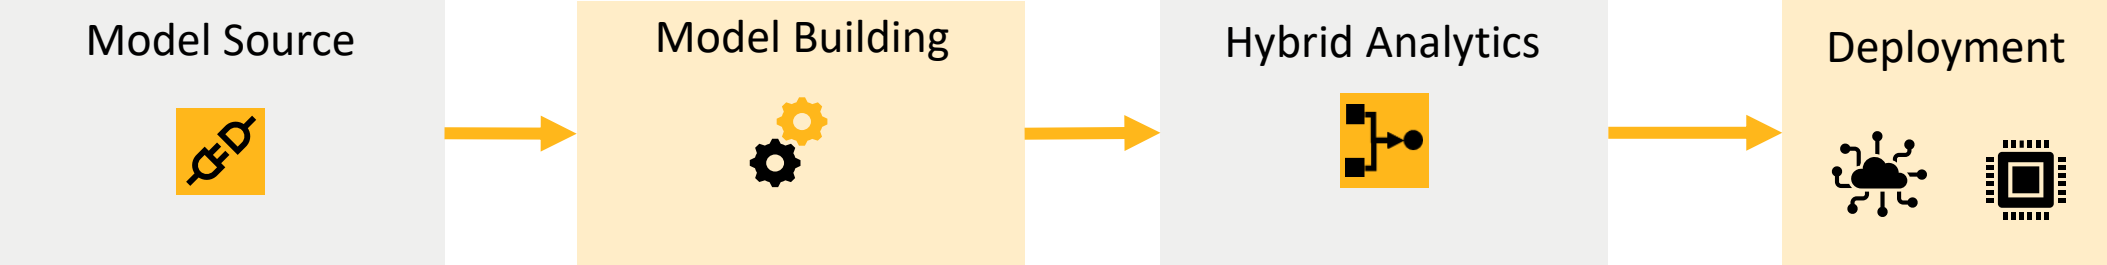 Model Source
Model Building
Hybrid Analytics
Deployment